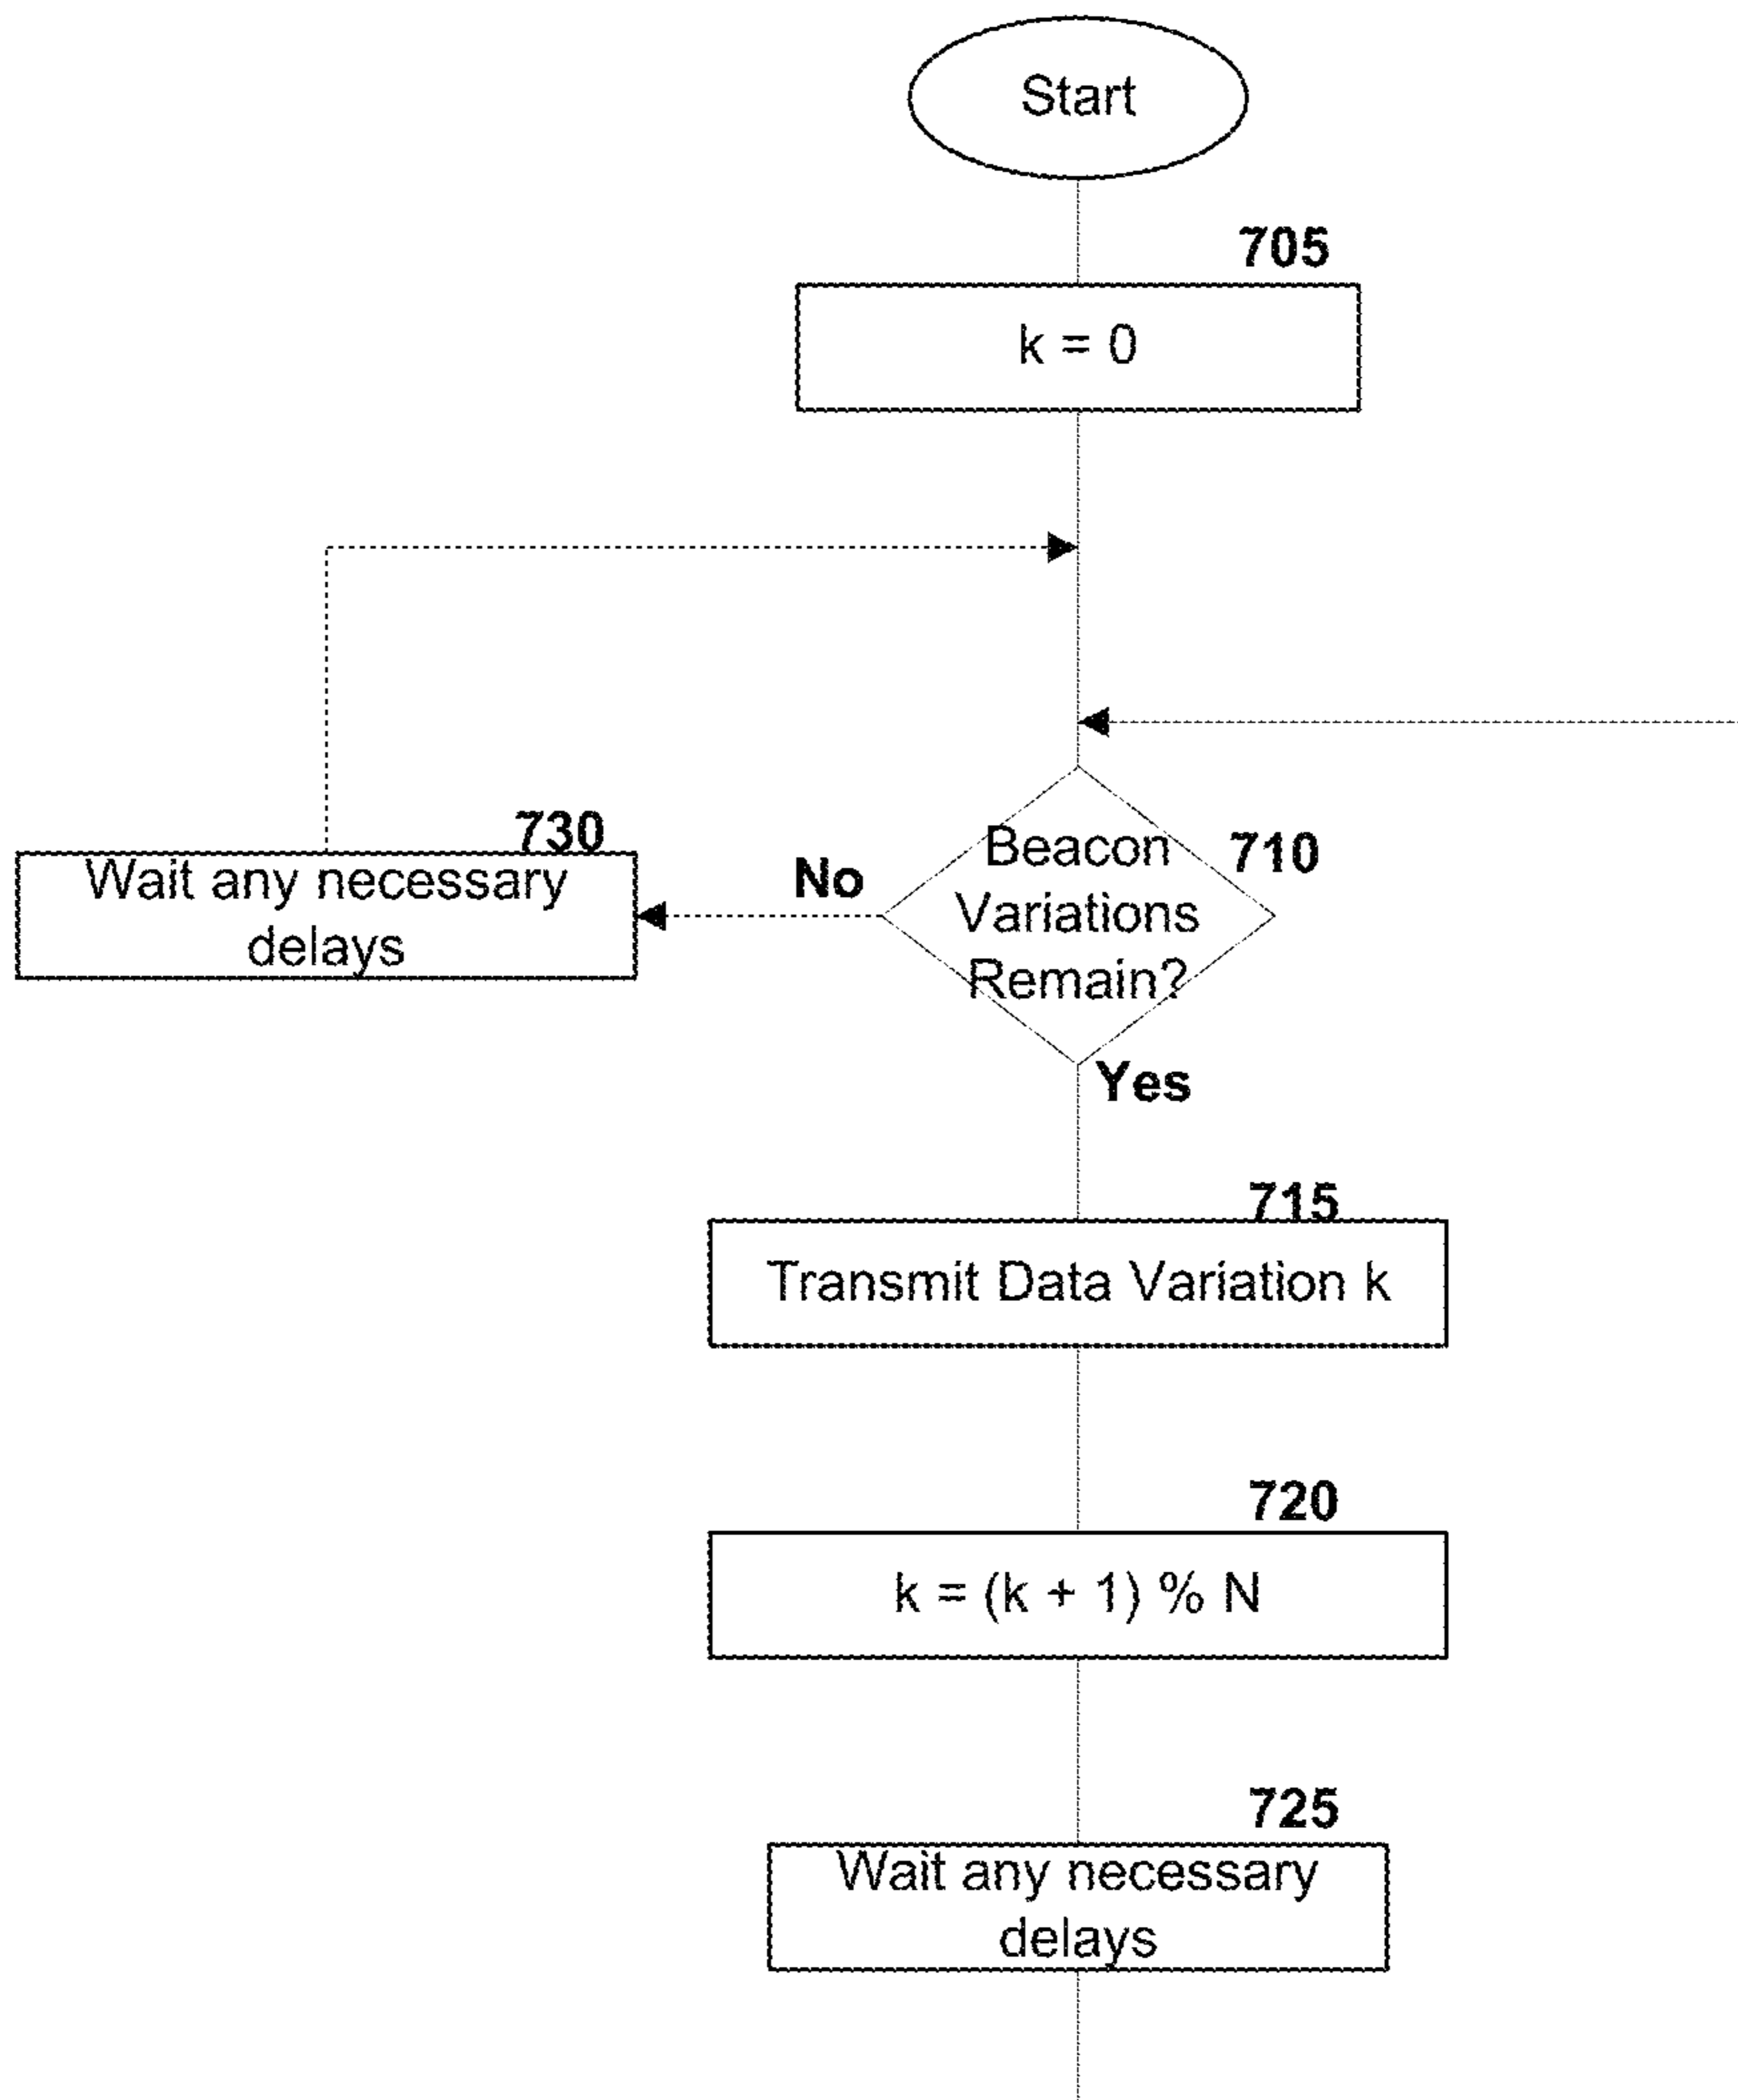 Start
705
k = 0
730
Wait any necessary
delays
No
Beacon
Variations
Remain?
710
Yes
715
Transmit Data Variation k
720
k = (k + 1) % N
725
Wait any necessary
delays